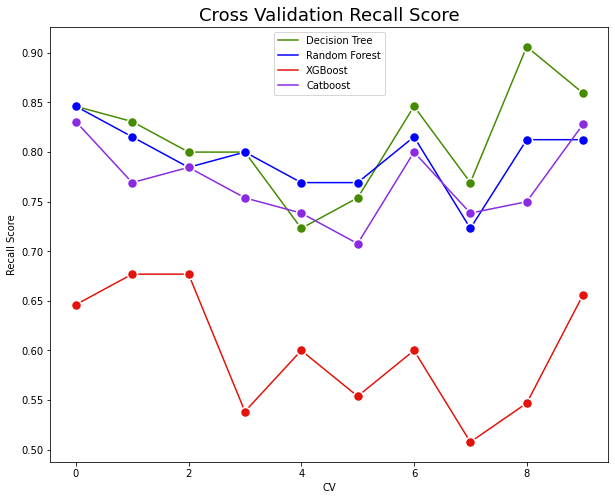 Cross Validation Recall Score
Decision Tree
Random Forest
XGBoost
Catboost
0.90
0.85
0.80
0.75
0.70
0.65
0.60
0.55
0.50
Recall Score
0 2 4 6 8
CV